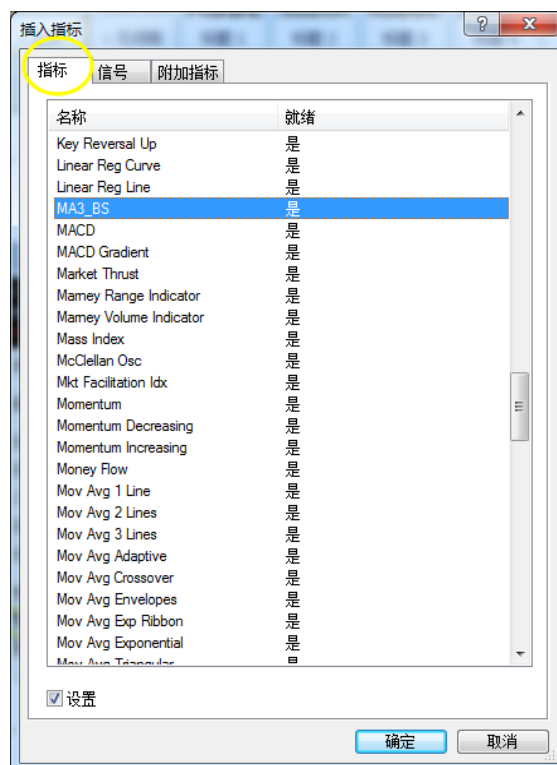 插入指标
指标 信号 附加指标
名称 就绪
Key Reversal Up 是
Linear Reg Curve 是
Linear Reg Line 是
MA3_BS 是
MACD 是
MACD Gradient 是
Market Thrust 是
Marney Range Indicator 是
Marney Volume Indicator 是
Mass Index 是
McClellan Osc 是
Mkt Facilitation Idx 是
Momentum 是
Momentum Decreasing 是
Momentum Increasing 是
Money Flow 是
Mov Avg 1 Line 是
Mov Avg 2 Lines 是
Mov Avg 3 Lines 是
Mov Avg Adaptive 是
Mov Avg Crossover 是
Mov Avg Envelopes 是
Mov Avg Exp Ribbon 是
Mov Avg Exponential 是
Mov Avg Triangular
设置
确定 取消